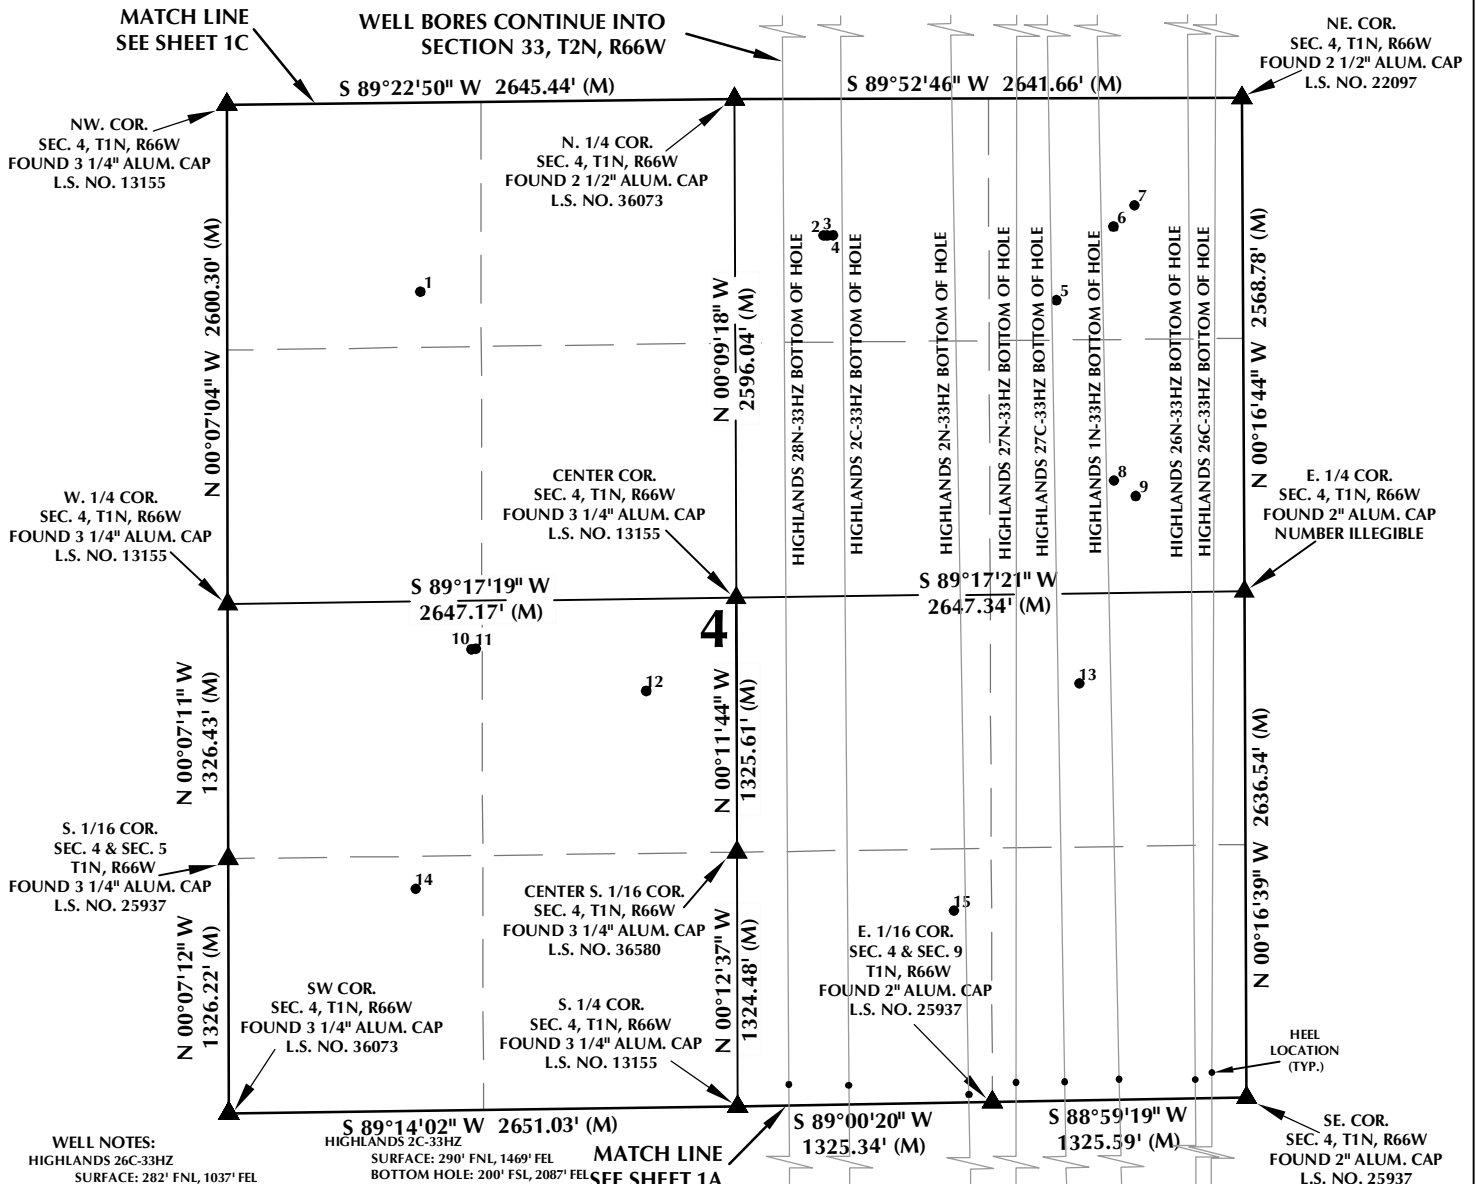 MATCH LINE
SEE SHEET 1C
WELL BORES CONTINUE INTO
SECTION 33, T2N, R66W
NE. COR.
SEC. 4, T1N, R66W
FOUND 2 1/2" ALUM. CAP
L.S. NO. 22097
S 89°22'50" W 2645.44' (M)
S 89°52'46" W 2641.66' (M)
NW. COR.
SEC. 4, T1N, R66W
FOUND 3 1/4" ALUM. CAP
L.S. NO. 13155
N. 1/4 COR.
SEC. 4, T1N, R66W
FOUND 2 1/2" ALUM. CAP
L.S. NO. 36073
N 00°07'04" W 2600.30' (M)
N 00°09'18" W
2596.04' (M)
N 00°16'44" W 2568.78' (M)
1
2
3
4
5
6
7
8
9
HIGHLANDS 28N-33HZ BOTTOM OF HOLE
HIGHLANDS 2C-33HZ BOTTOM OF HOLE
HIGHLANDS 2N-33HZ BOTTOM OF HOLE
HIGHLANDS 27N-33HZ BOTTOM OF HOLE
HIGHLANDS 27C-33HZ BOTTOM OF HOLE
HIGHLANDS 1N-33HZ BOTTOM OF HOLE
HIGHLANDS 26N-33HZ BOTTOM OF HOLE
HIGHLANDS 26C-33HZ BOTTOM OF HOLE
W. 1/4 COR.
SEC. 4, T1N, R66W
FOUND 3 1/4" ALUM. CAP
L.S. NO. 13155
CENTER COR.
SEC. 4, T1N, R66W
FOUND 3 1/4" ALUM. CAP
L.S. NO. 13155
E. 1/4 COR.
SEC. 4, T1N, R66W
FOUND 2" ALUM. CAP
NUMBER ILLEGIBLE
S 89°17'19" W
2647.17' (M)
S 89°17'21" W
2647.34' (M)
4
10
11
12
13
N 00°07'11" W
1326.43' (M)
N 00°11'44" W
1325.61' (M)
N 00°16'39" W 2636.54' (M)
S. 1/16 COR.
SEC. 4 & SEC. 5
T1N, R66W
FOUND 3 1/4" ALUM. CAP
L.S. NO. 25937
14
15
CENTER S. 1/16 COR.
SEC. 4, T1N, R66W
FOUND 3 1/4" ALUM. CAP
L.S. NO. 36580
E. 1/16 COR.
SEC. 4 & SEC. 9
T1N, R66W
FOUND 2" ALUM. CAP
L.S. NO. 25937
N 00°07'12" W
1326.22' (M)
N 00°12'37" W
1324.48' (M)
SW COR.
SEC. 4, T1N, R66W
FOUND 3 1/4" ALUM. CAP
L.S. NO. 36073
S. 1/4 COR.
SEC. 4, T1N, R66W
FOUND 3 1/4" ALUM. CAP
L.S. NO. 13155
HEEL
LOCATION
(TYP.)
S 89°14'02" W 2651.03' (M)
S 89°00'20" W
1325.34' (M)
S 88°59'19" W
1325.59' (M)
SE. COR.
SEC. 4, T1N, R66W
FOUND 2" ALUM. CAP
L.S. NO. 25937
MATCH LINE
SEE SHEET 1A
WELL NOTES:
HIGHLANDS 26C-33HZ
SURFACE: 282' FNL, 1037' FEL
HIGHLANDS 2C-33HZ
SURFACE: 290' FNL, 1469' FEL
BOTTOM HOLE: 200' FSL, 2087' FEL